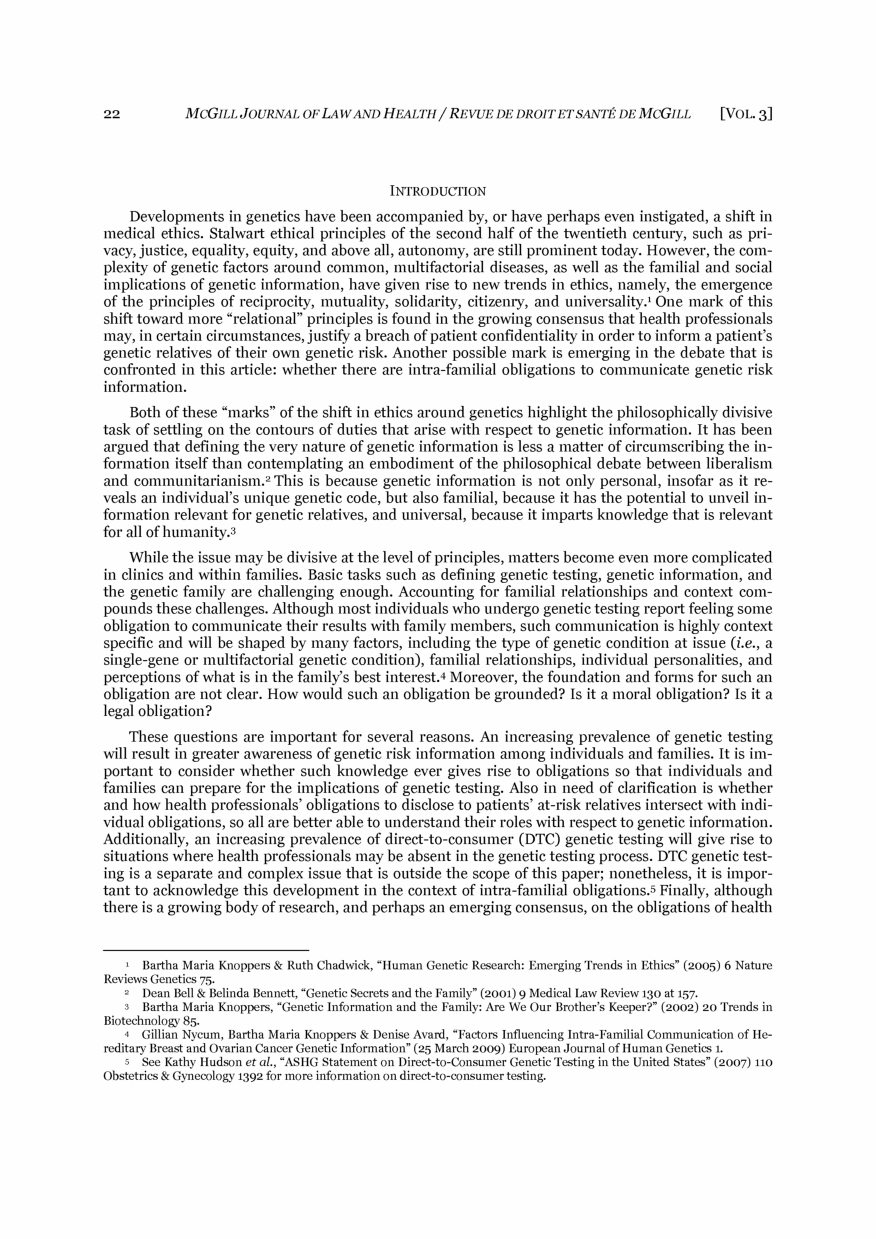 22 MCGILL JOURNAL OF LAW AND HEALTH / REVUE DE DROIT ET SANTÉ DE MCGILL [VOL. 3]
INTRODUCTION
Developments in genetics have been accompanied by, or have perhaps even instigated, a shift in
medical ethics. Stalwart ethical principles of the second half of the twentieth century, such as pri-
vacy, justice, equality, equity, and above all, autonomy, are still prominent today. However, the com-
plexity of genetic factors around common, multifactorial diseases, as well as the familial and social
implications of genetic information, have given rise to new trends in ethics, namely, the emergence
of the principles of reciprocity, mutuality, solidarity, citizenry, and universality.1 One mark of this
shift toward more “relational” principles is found in the growing consensus that health professionals
may, in certain circumstances, justify a breach of patient confidentiality in order to inform a patient’s
genetic relatives of their own genetic risk. Another possible mark is emerging in the debate that is
confronted in this article: whether there are intra-familial obligations to communicate genetic risk
information.
Both of these “marks” of the shift in ethics around genetics highlight the philosophically divisive
task of settling on the contours of duties that arise with respect to genetic information. It has been
argued that defining the very nature of genetic information is less a matter of circumscribing the in-
formation itself than contemplating an embodiment of the philosophical debate between liberalism
and communitarianism.2 This is because genetic information is not only personal, insofar as it re-
veals an individual’s unique genetic code, but also familial, because it has the potential to unveil in-
formation relevant for genetic relatives, and universal, because it imparts knowledge that is relevant
for all of humanity.3
While the issue may be divisive at the level of principles, matters become even more complicated
in clinics and within families. Basic tasks such as defining genetic testing, genetic information, and
the genetic family are challenging enough. Accounting for familial relationships and context com-
pounds these challenges. Although most individuals who undergo genetic testing report feeling some
obligation to communicate their results with family members, such communication is highly context
specific and will be shaped by many factors, including the type of genetic condition at issue (i.e., a
single-gene or multifactorial genetic condition), familial relationships, individual personalities, and
perceptions of what is in the family’s best interest.4 Moreover, the foundation and forms for such an
obligation are not clear. How would such an obligation be grounded? Is it a moral obligation? Is it a
legal obligation?
These questions are important for several reasons. An increasing prevalence of genetic testing
will result in greater awareness of genetic risk information among individuals and families. It is im-
portant to consider whether such knowledge ever gives rise to obligations so that individuals and
families can prepare for the implications of genetic testing. Also in need of clarification is whether
and how health professionals’ obligations to disclose to patients’ at-risk relatives intersect with indi-
vidual obligations, so all are better able to understand their roles with respect to genetic information.
Additionally, an increasing prevalence of direct-to-consumer (DTC) genetic testing will give rise to
situations where health professionals may be absent in the genetic testing process. DTC genetic test-
ing is a separate and complex issue that is outside the scope of this paper; nonetheless, it is impor-
tant to acknowledge this development in the context of intra-familial obligations.5 Finally, although
there is a growing body of research, and perhaps an emerging consensus, on the obligations of health
1 Bartha Maria Knoppers & Ruth Chadwick, “Human Genetic Research: Emerging Trends in Ethics” (2005) 6 Nature
Reviews Genetics 75.
2 Dean Bell & Belinda Bennett, “Genetic Secrets and the Family” (2001) 9 Medical Law Review 130 at 157.
3 Bartha Maria Knoppers, “Genetic Information and the Family: Are We Our Brother’s Keeper?” (2002) 20 Trends in
Biotechnology 85.
4 Gillian Nycum, Bartha Maria Knoppers & Denise Avard, “Factors Influencing Intra-Familial Communication of He-
reditary Breast and Ovarian Cancer Genetic Information” (25 March 2009) European Journal of Human Genetics 1.
5 See Kathy Hudson et al., “ASHG Statement on Direct-to-Consumer Genetic Testing in the United States” (2007) 110
Obstetrics & Gynecology 1392 for more information on direct-to-consumer testing.